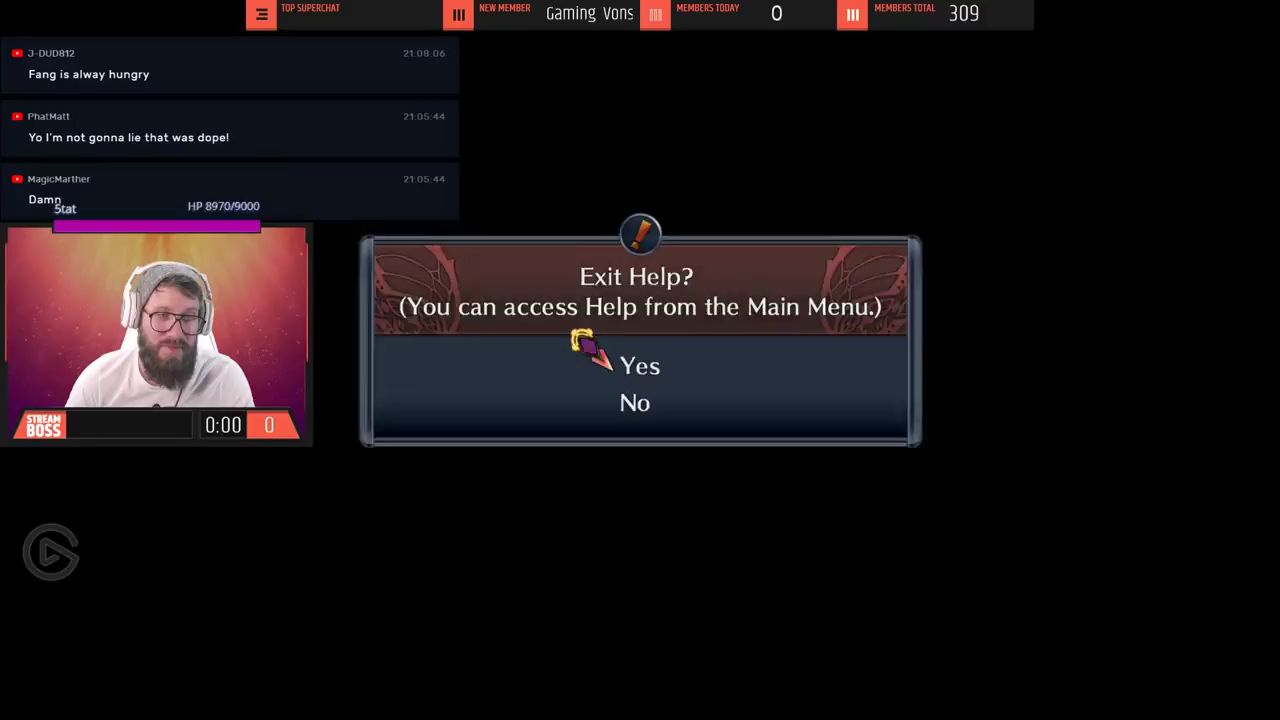 TOP SUPERCHAT
NEW MEMBER
Gaming Vons
MEMBERS TODAY
0
MEMBERS TOTAL
309
J-DUD812
21:08:06
Fang is alway hungry
PhatMatt
21:05:44
Yo I'm not gonna lie that was dope!
MagicMarther
21:05:44
Damn
Stat
HP 8970/9000
STREAM
BOSS
0:00
0
Exit Help?
(You can access Help from the Main Menu.)
Yes
No